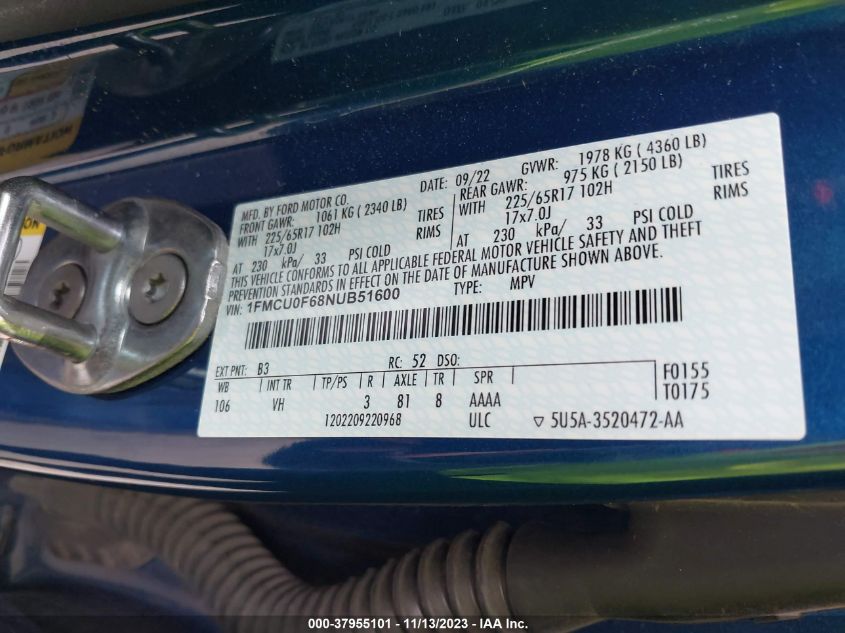 MFD. BY FORD MOTOR CO.
DATE: 09/22 GVWR: 1978 KG ( 4360 LB)
FRONT GAWR: 1061 KG ( 2340 LB) REAR GAWR: 975 KG ( 2150 LB)
WITH 225/65R17 102H TIRES WITH 225/65R17 102H TIRES
17x7.0J RIMS 17x7.0J RIMS
AT 230 kPa/ 33 PSI COLD AT 230 kPa/ 33 PSI COLD
THIS VEHICLE CONFORMS TO ALL APPLICABLE FEDERAL MOTOR VEHICLE SAFETY AND THEFT
PREVENTION STANDARDS IN EFFECT ON THE DATE OF MANUFACTURE SHOWN ABOVE.
VIN: 1FMCU0F68NUB51600 TYPE: MPV
EXT PNT: B3 RC: 52 DSO:
WB INT TR TP/PS R AXLE TR SPR F0155
106 VH 3 81 8 AAAA T0175
1202209220968 ULC ▽ 5U5A-3520472-AA
000-37955101 - 11/13/2023 - IAAI.com